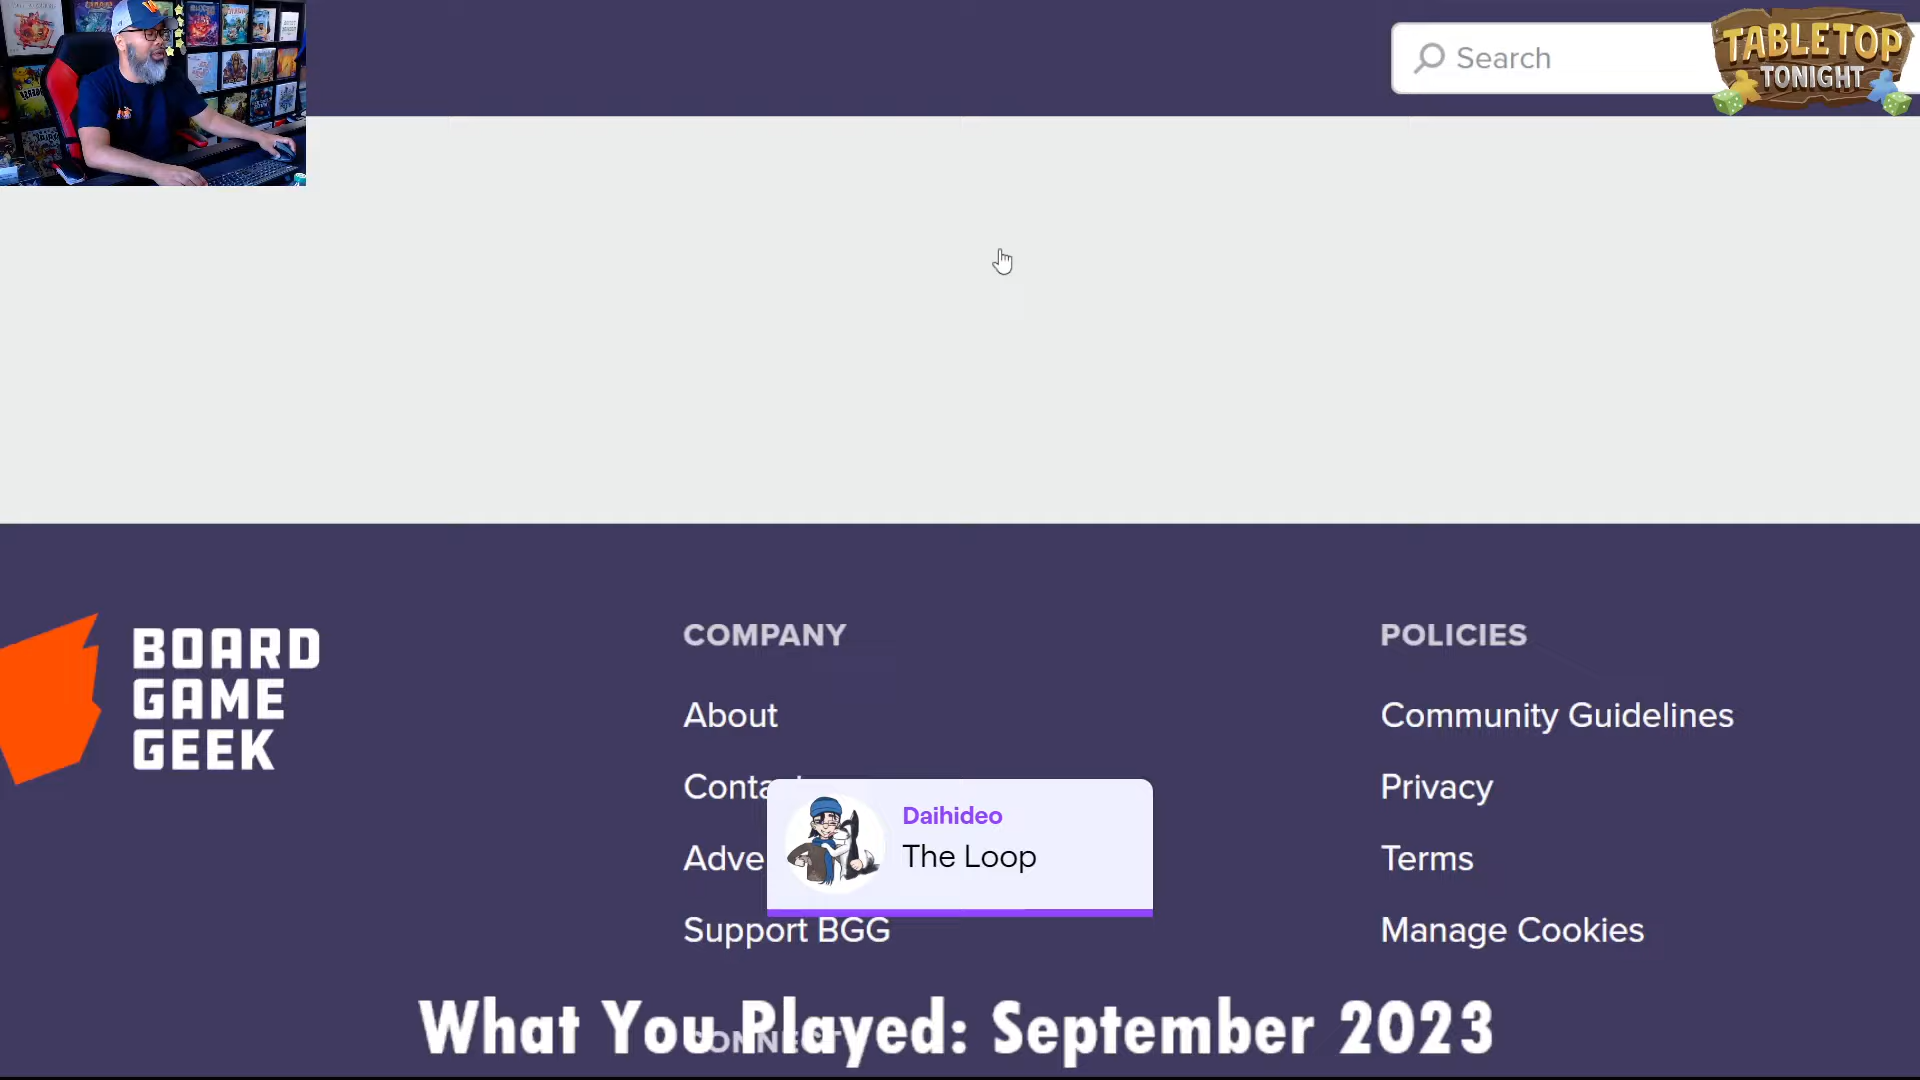 Search
TABLETOP
TONIGHT
BOARD
GAME
GEEK
COMPANY
About
Adve
Support BGG
POLICIES
Community Guidelines
Privacy
Terms
Manage Cookies
Daihideo
The Loop
What You Played: September 2023